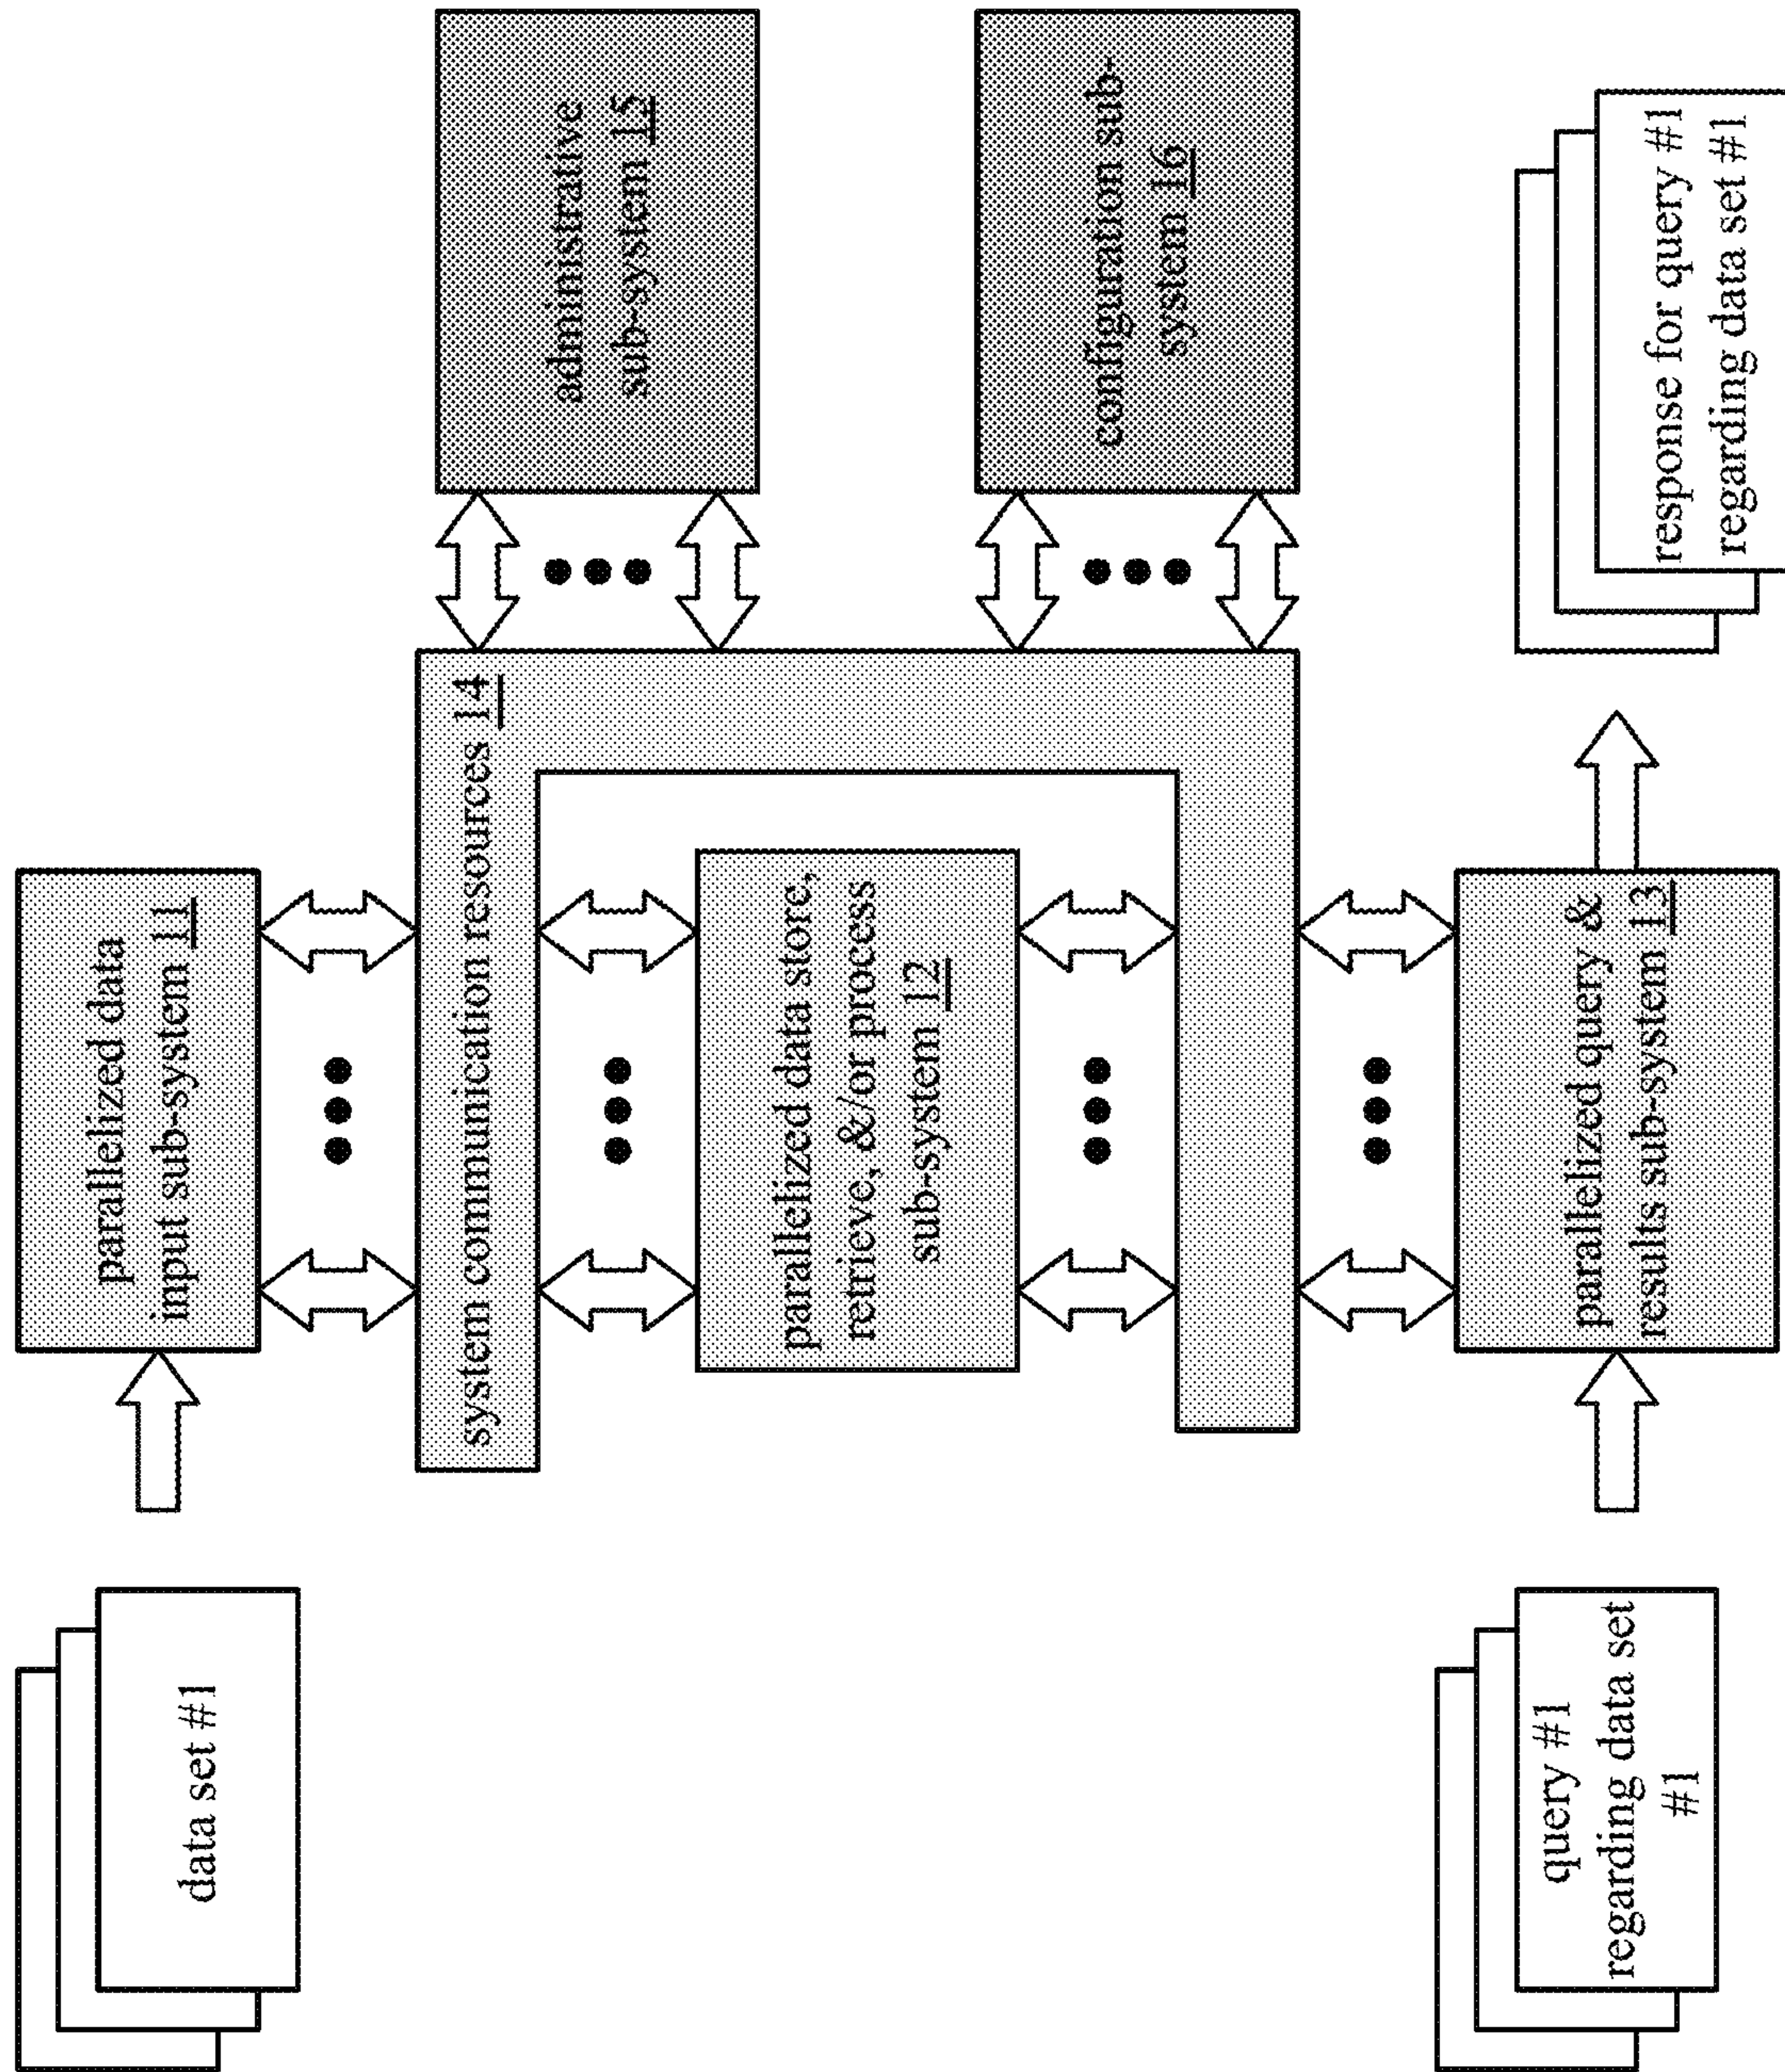 data set #1
parallelized data
input sub-system 11
system communication resources 14
administrative
sub-system 15
parallelized data store,
retrieve, &/or process
sub-system 12
configuration sub-
system 16
query #1
regarding data set
#1
parallelized query &
results sub-system 13
response for query #1
regarding data set #1